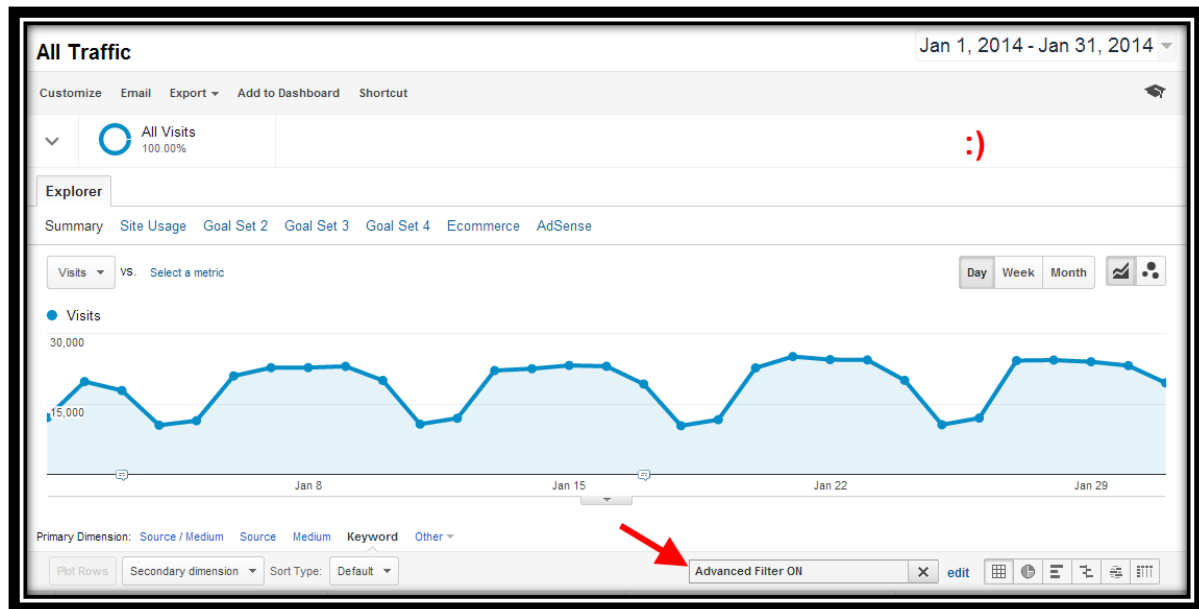 All Traffic
Jan 1, 2014 - Jan 31, 2014
Customize Email Export Add to Dashboard Shortcut
All Visits
100.00%
:)
Explorer
Summary Site Usage Goal Set 2 Goal Set 3 Goal Set 4 Ecommerce AdSense
Visits VS. Select a metric
Day Week Month
Visits
30,000
15,000
Jan 8 Jan 15 Jan 22 Jan 29
Primary Dimension: Source / Medium Source Medium Keyword Other
Plot Rows Secondary dimension Sort Type: Default Advanced Filter ON edit